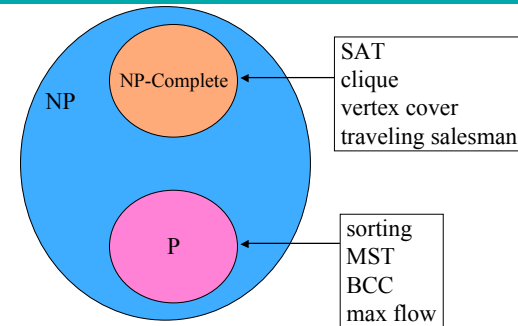 SAT
clique
vertex cover
traveling salesman
NP-Complete
NP
P
sorting
MST
BCC
max flow